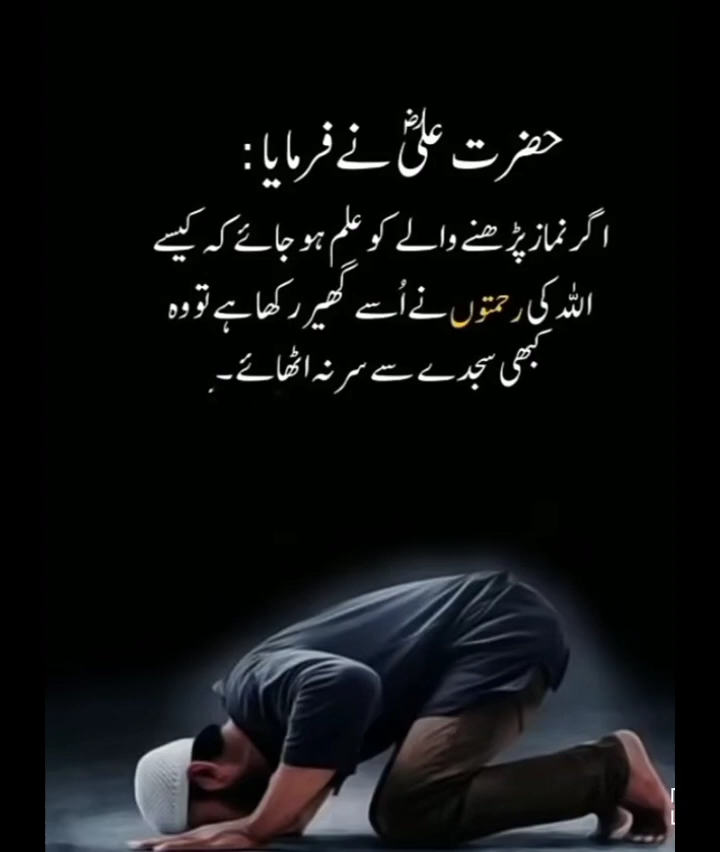 حضرت علیؓ نے فرمایا :
اگر نماز پڑھنے والے کو علم ہو جائے کہ کیسے
اللہ کی رحمتوں نے اُسے گھیر رکھا ہے تو وہ
کبھی سجدے سے سر نہ اٹھائے۔